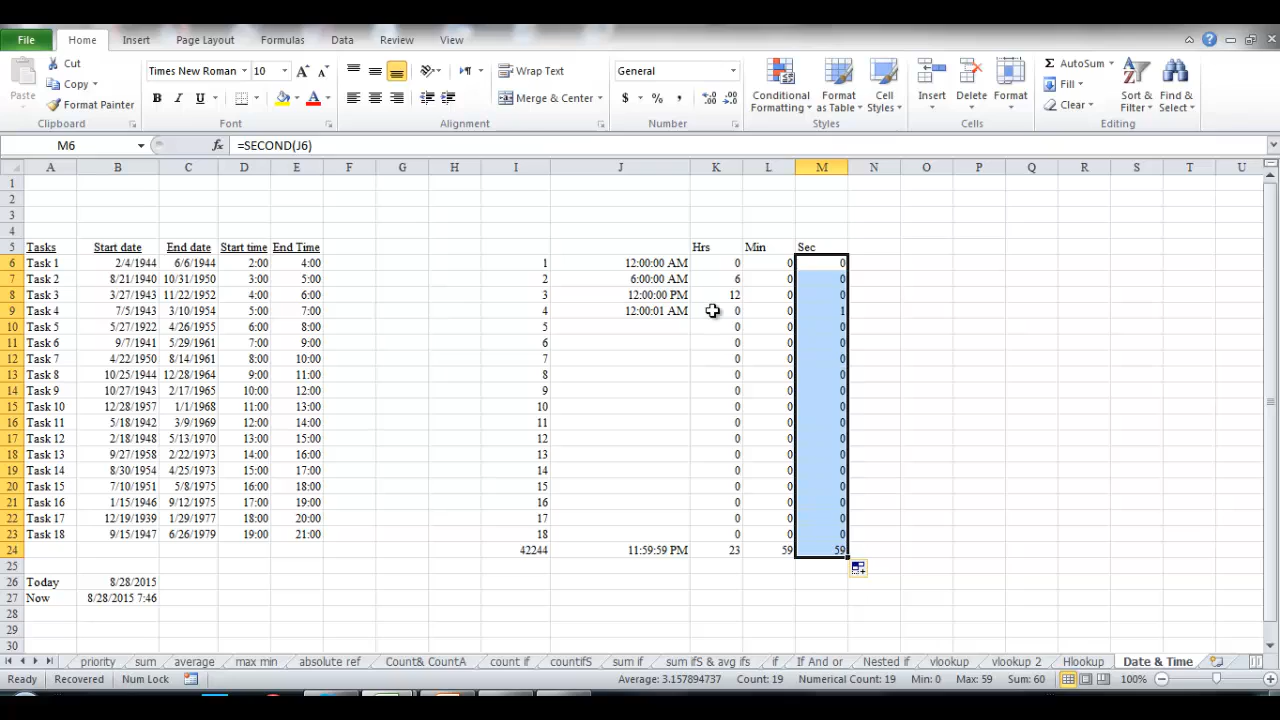 File Home Insert Page Layout Formulas Data Review View
Cut
Copy
Format Painter
Paste
Clipboard
Times New Roman 10
B I U A
Font
Wrap Text
Merge & Center
Alignment
General
$ % ,
Number
Conditional Formatting
Format as Table
Cell Styles
Styles
Insert Delete Format
Cells
AutoSum
Fill
Clear
Sort & Filter
Find & Select
Editing
M6 fx =SECOND(J6)
A B C D E F G H I J K L M N O P Q R S T U
1
2
3
4
5 Tasks Start date End date Start time End Time Hrs Min Sec
6 Task 1 2/4/1944 6/6/1944 2:00 4:00 1 12:00:00 AM 0 0 0
7 Task 2 8/21/1940 10/31/1950 3:00 5:00 2 6:00:00 AM 6 0 0
8 Task 3 3/27/1943 11/22/1952 4:00 6:00 3 12:00:00 PM 12 0 0
9 Task 4 7/5/1943 3/10/1954 5:00 7:00 4 12:00:01 AM 0 0 1
10 Task 5 5/27/1922 4/26/1955 6:00 8:00 5 0 0 0
11 Task 6 9/7/1941 5/29/1961 7:00 9:00 6 0 0 0
12 Task 7 4/22/1950 8/14/1961 8:00 10:00 7 0 0 0
13 Task 8 10/25/1944 12/28/1964 9:00 11:00 8 0 0 0
14 Task 9 10/27/1943 2/17/1965 10:00 12:00 9 0 0 0
15 Task 10 12/28/1957 1/1/1968 11:00 13:00 10 0 0 0
16 Task 11 5/18/1942 3/9/1969 12:00 14:00 11 0 0 0
17 Task 12 2/18/1948 5/13/1970 13:00 15:00 12 0 0 0
18 Task 13 9/27/1958 2/22/1973 14:00 16:00 13 0 0 0
19 Task 14 8/30/1954 4/25/1973 15:00 17:00 14 0 0 0
20 Task 15 7/10/1951 5/8/1975 16:00 18:00 15 0 0 0
21 Task 16 1/15/1946 9/12/1975 17:00 19:00 16 0 0 0
22 Task 17 12/19/1939 1/29/1977 18:00 20:00 17 0 0 0
23 Task 18 9/15/1947 6/26/1979 19:00 21:00 18 0 0 0
24 42244 11:59:59 PM 23 59 59
25
26 Today 8/28/2015
27 Now 8/28/2015 7:46
28
29
30
priority sum average max min absolute ref Count& CountA count if countifS sum if sum ifS & avg ifs if If And or Nested if vlookup vlookup 2 Hlookup Date & Time
Ready Recovered Num Lock Average: 3.157894737 Count: 19 Numerical Count: 19 Min: 0 Max: 59 Sum: 60 100%